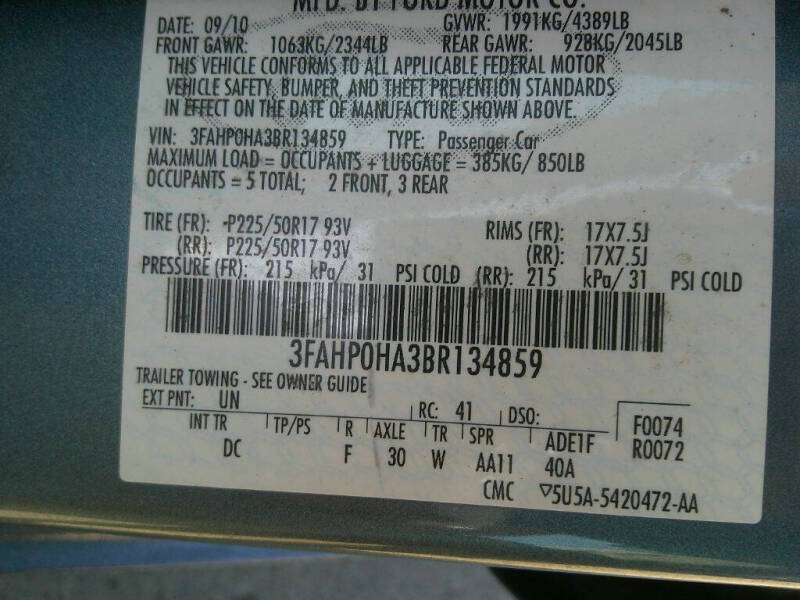 MFD. BY FORD MOTOR CO.
DATE: 09/10 GVWR: 1991KG/4389LB
FRONT GAWR: 1063KG/2344LB REAR GAWR: 928KG/2045LB
THIS VEHICLE CONFORMS TO ALL APPLICABLE FEDERAL MOTOR
VEHICLE SAFETY, BUMPER, AND THEFT PREVENTION STANDARDS
IN EFFECT ON THE DATE OF MANUFACTURE SHOWN ABOVE.
VIN: 3FAHP0HA3BR134859 TYPE: Passenger Car
MAXIMUM LOAD = OCCUPANTS + LUGGAGE = 385KG/ 850LB
OCCUPANTS = 5 TOTAL; 2 FRONT, 3 REAR
TIRE (FR): P225/50R17 93V RIMS (FR): 17X7.5J
(RR): P225/50R17 93V (RR): 17X7.5J
PRESSURE (FR): 215 kPa/ 31 PSI COLD (RR): 215 kPa/ 31 PSI COLD
3FAHP0HA3BR134859
TRAILER TOWING - SEE OWNER GUIDE
EXT PNT: UN RC: 41 DSO: F0074
INT TR TP/PS R AXLE TR SPR ADE1F R0072
DC F 30 W AA11 40A
CMC ▽5U5A-5420472-AA